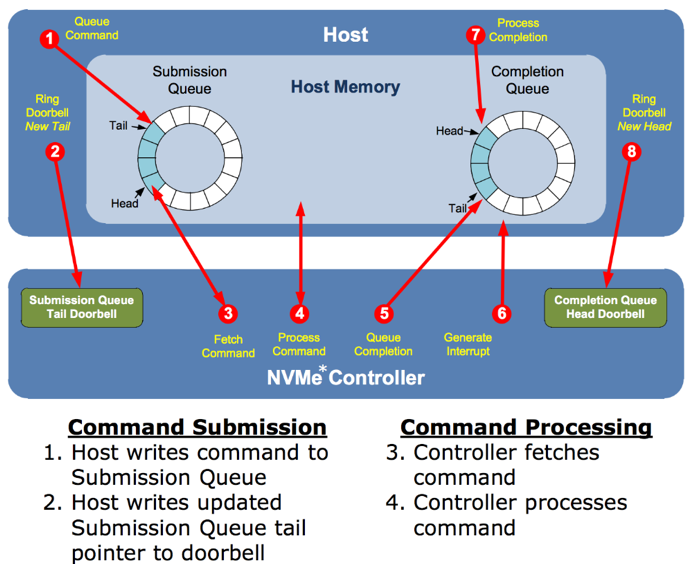 Queue
Command
1
Host
7
Process
Completion
Submission
Queue
Host Memory
Completion
Queue
Ring
Doorbell
New Tail
2
Tail
Head
Head
Tail
Ring
Doorbell
New Head
8
Submission Queue
Tail Doorbell
3
Fetch
Command
4
Process
Command
5
Queue
Completion
6
Generate
Interrupt
Completion Queue
Head Doorbell
NVMe* Controller
Command Submission
1. Host writes command to
Submission Queue
2. Host writes updated
Submission Queue tail
pointer to doorbell
Command Processing
3. Controller fetches
command
4. Controller processes
command